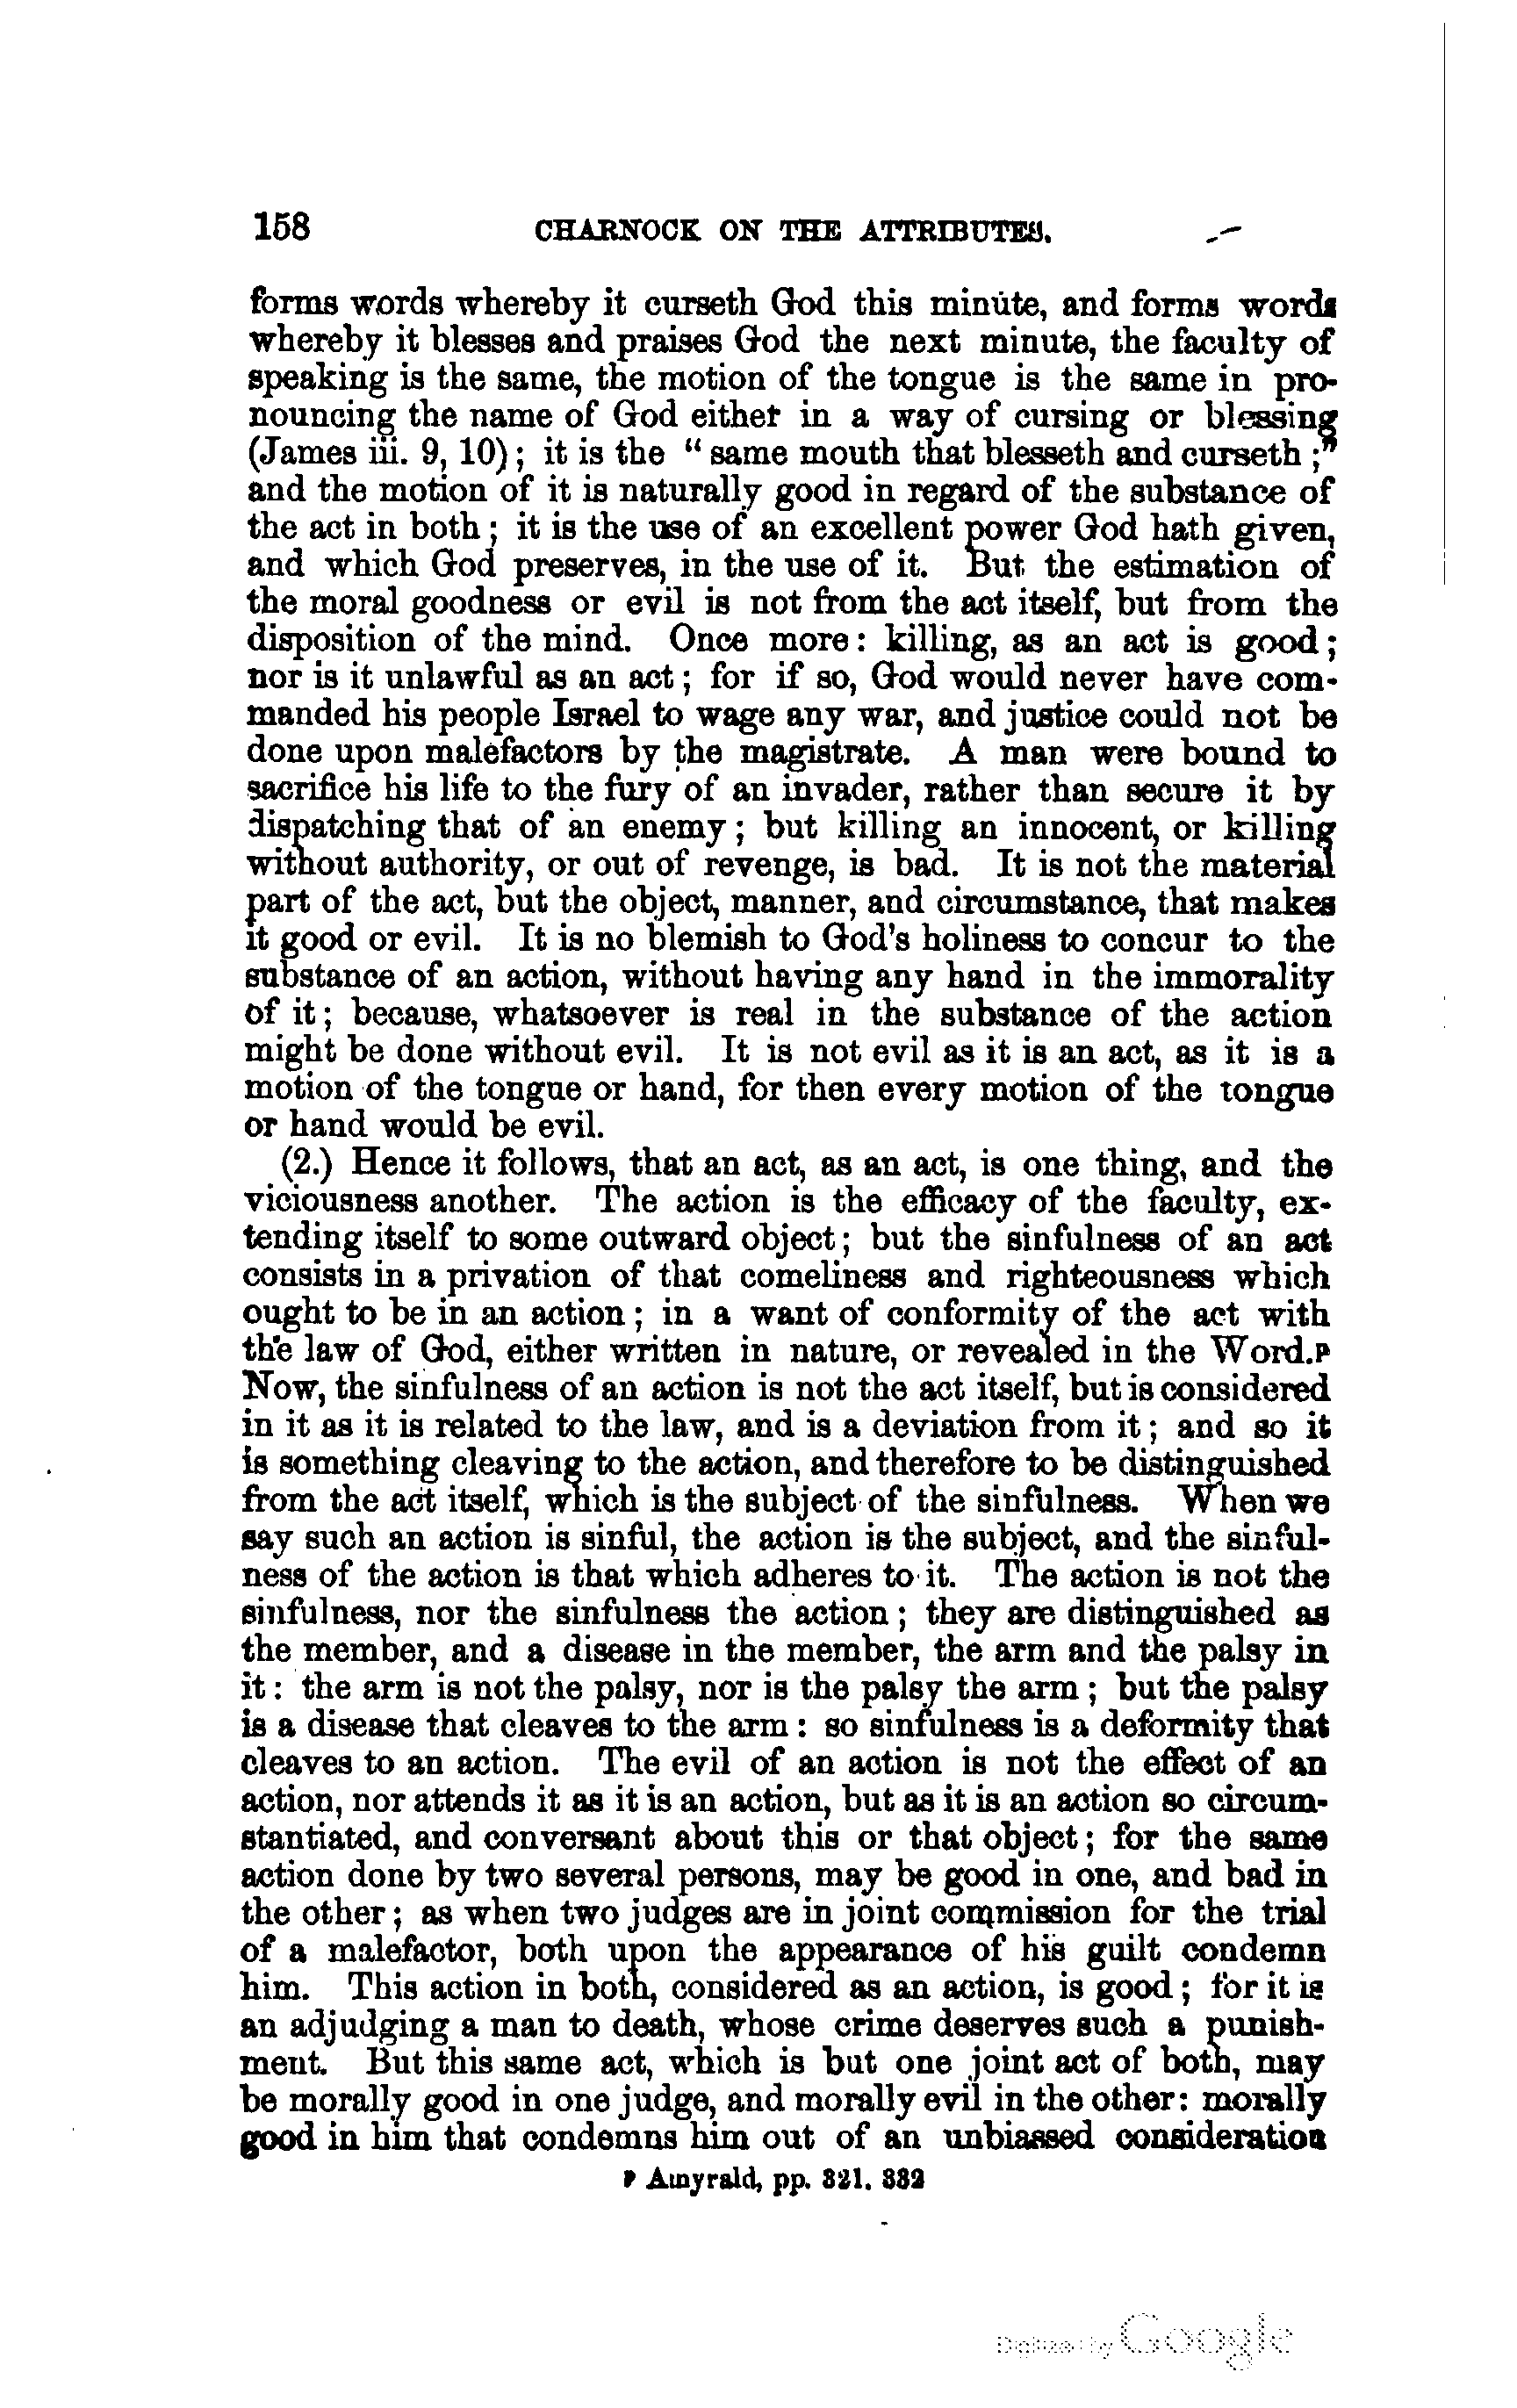 158 CHARNOCK ON THE ATTRIBUTES.
forms words whereby it curseth God this minute, and forms words
whereby it blesses and praises God the next minute, the faculty of
speaking is the same, the motion of the tongue is the same in pro-
nouncing the name of God either in a way of cursing or blessing
(James iii. 9, 10); it is the "same mouth that blesseth and curseth;"
and the motion of it is naturally good in regard of the substance of
the act in both; it is the use of an excellent power God hath given,
and which God preserves, in the use of it. But the estimation of
the moral goodness or evil is not from the act itself, but from the
disposition of the mind. Once more: killing, as an act is good;
nor is it unlawful as an act; for if so, God would never have com-
manded his people Israel to wage any war, and justice could not be
done upon malefactors by the magistrate. A man were bound to
sacrifice his life to the fury of an invader, rather than secure it by
dispatching that of an enemy; but killing an innocent, or killing
without authority, or out of revenge, is bad. It is not the material
part of the act, but the object, manner, and circumstance, that makes
it good or evil. It is no blemish to God's holiness to concur to the
substance of an action, without having any hand in the immorality
of it; because, whatsoever is real in the substance of the action
might be done without evil. It is not evil as it is an act, as it is a
motion of the tongue or hand, for then every motion of the tongue
or hand would be evil.
(2.) Hence it follows, that an act, as an act, is one thing, and the
viciousness another. The action is the efficacy of the faculty, ex-
tending itself to some outward object; but the sinfulness of an act
consists in a privation of that comeliness and righteousness which
ought to be in an action; in a want of conformity of the act with
the law of God, either written in nature, or revealed in the Word.p
Now, the sinfulness of an action is not the act itself, but is considered
in it as it is related to the law, and is a deviation from it; and so it
is something cleaving to the action, and therefore to be distinguished
from the act itself, which is the subject of the sinfulness. When we
say such an action is sinful, the action is the subject, and the sinful-
ness of the action is that which adheres to it. The action is not the
sinfulness, nor the sinfulness the action; they are distinguished as
the member, and a disease in the member, the arm and the palsy in
it: the arm is not the palsy, nor is the palsy the arm; but the palsy
is a disease that cleaves to the arm: so sinfulness is a deformity that
cleaves to an action. The evil of an action is not the effect of an
action, nor attends it as it is an action, but as it is an action so circum-
stantiated, and conversant about this or that object; for the same
action done by two several persons, may be good in one, and bad in
the other; as when two judges are in joint commission for the trial
of a malefactor, both upon the appearance of his guilt condemn
him. This action in both, considered as an action, is good; for it is
an adjudging a man to death, whose crime deserves such a punish-
ment. But this same act, which is but one joint act of both, may
be morally good in one judge, and morally evil in the other: morally
good in him that condemns him out of an unbiassed consideration
p Amyrald, pp. 321. 332
Digitized by Google